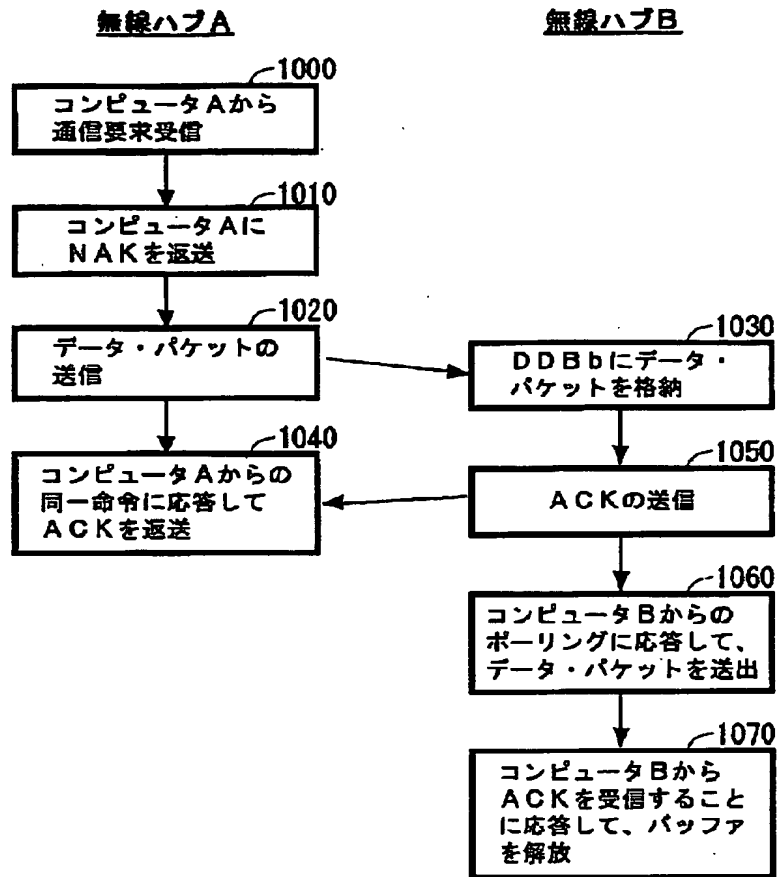 無線ハブA
1000
コンピュータAから
通信要求受信
1010
コンピュータAに
NAKを返送
1020
データ・パケットの
送信
1040
コンピュータAからの
同一命令に応答して
ACKを返送
無線ハブB
1030
DDBbにデータ・
パケットを格納
1050
ACKの送信
1060
コンピュータBからの
ポーリングに応答して、
データ・パケットを送出
1070
コンピュータBから
ACKを受信すること
に応答して、バッファ
を解放